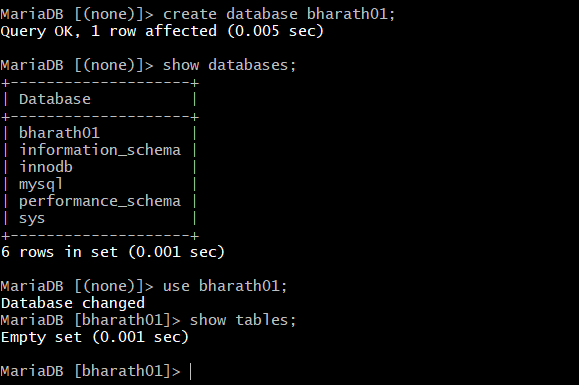 MariaDB [(none)]> create database bharath01;
Query OK, 1 row affected (0.005 sec)
MariaDB [(none)]> show databases;
+--------------------+
| Database           |
+--------------------+
| bharath01          |
| information_schema |
| innodb             |
| mysql              |
| performance_schema |
| sys                |
+--------------------+
6 rows in set (0.001 sec)
MariaDB [(none)]> use bharath01;
Database changed
MariaDB [bharath01]> show tables;
Empty set (0.001 sec)
MariaDB [bharath01]>